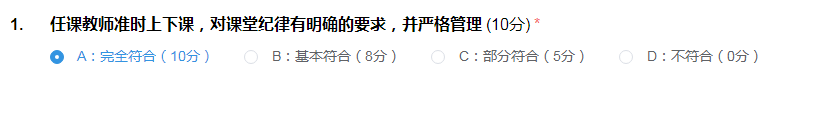 1. 任课教师准时上下课，对课堂纪律有明确的要求，并严格管理 (10分) *
A：完全符合（10分） B：基本符合（8分） C：部分符合（5分） D：不符合（0分）